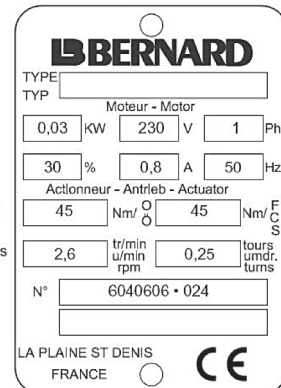 BERNARD
TYPE
TYP
Moteur - Motor
0,03 KW 230 V 1 Ph
30 % 0,8 A 50 Hz
Actionneur - Antrieb - Actuator
45 Nm/ O Ö 45 Nm/ F C S
s 2,6 tr/min u/min rpm 0,25 tours umdr. turns
N° 6040606 • 024
LA PLAINE ST DENIS
FRANCE
CE